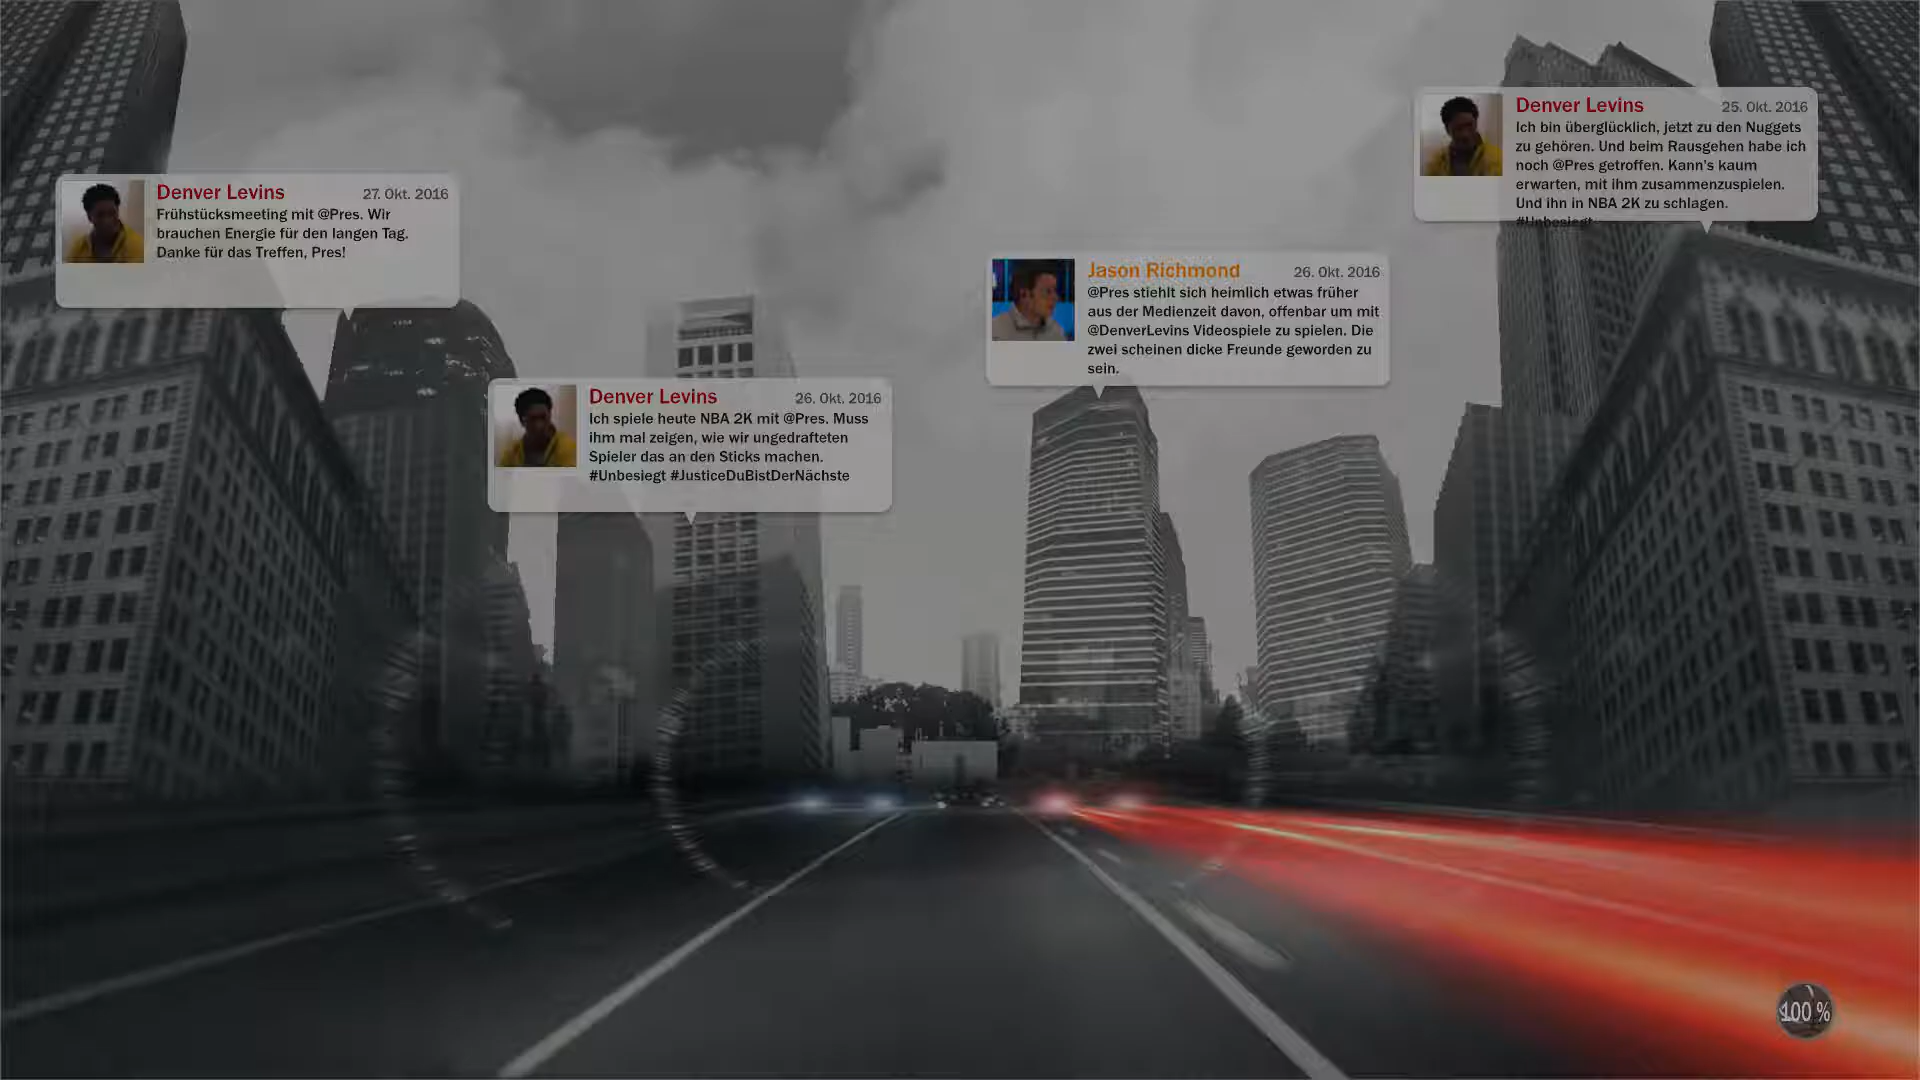 Denver Levins 27. Okt. 2016
Frühstücksmeeting mit @Pres. Wir
brauchen Energie für den langen Tag.
Danke für das Treffen, Pres!
Denver Levins 26. Okt. 2016
Ich spiele heute NBA 2K mit @Pres. Muss
ihm mal zeigen, wie wir ungedrafteten
Spieler das an den Sticks machen.
#Unbesiegt #JusticeDuBistDerNächste
Jason Richmond 26. Okt. 2016
@Pres stiehlt sich heimlich etwas früher
aus der Medienzeit davon, offenbar um mit
@DenverLevins Videospiele zu spielen. Die
zwei scheinen dicke Freunde geworden zu
sein.
Denver Levins 25. Okt. 2016
Ich bin überglücklich, jetzt zu den Nuggets
zu gehören. Und beim Rausgehen habe ich
noch @Pres getroffen. Kann's kaum
erwarten, mit ihm zusammenzuspielen.
Und ihn in NBA 2K zu schlagen.
#Unbesiegt
100 %